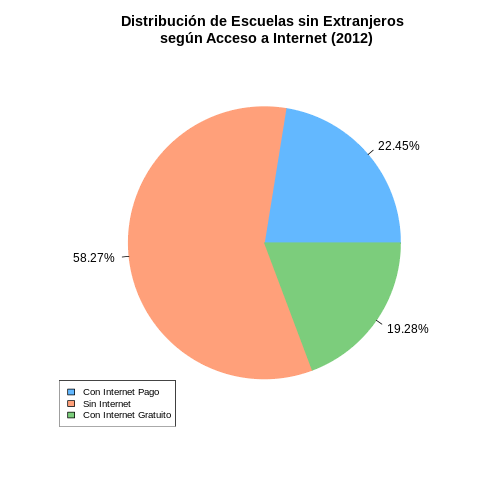 Distribución de Escuelas sin Extranjeros
según Acceso a Internet (2012)
22.45%
58.27%
19.28%
Con Internet Pago
Sin Internet
Con Internet Gratuito